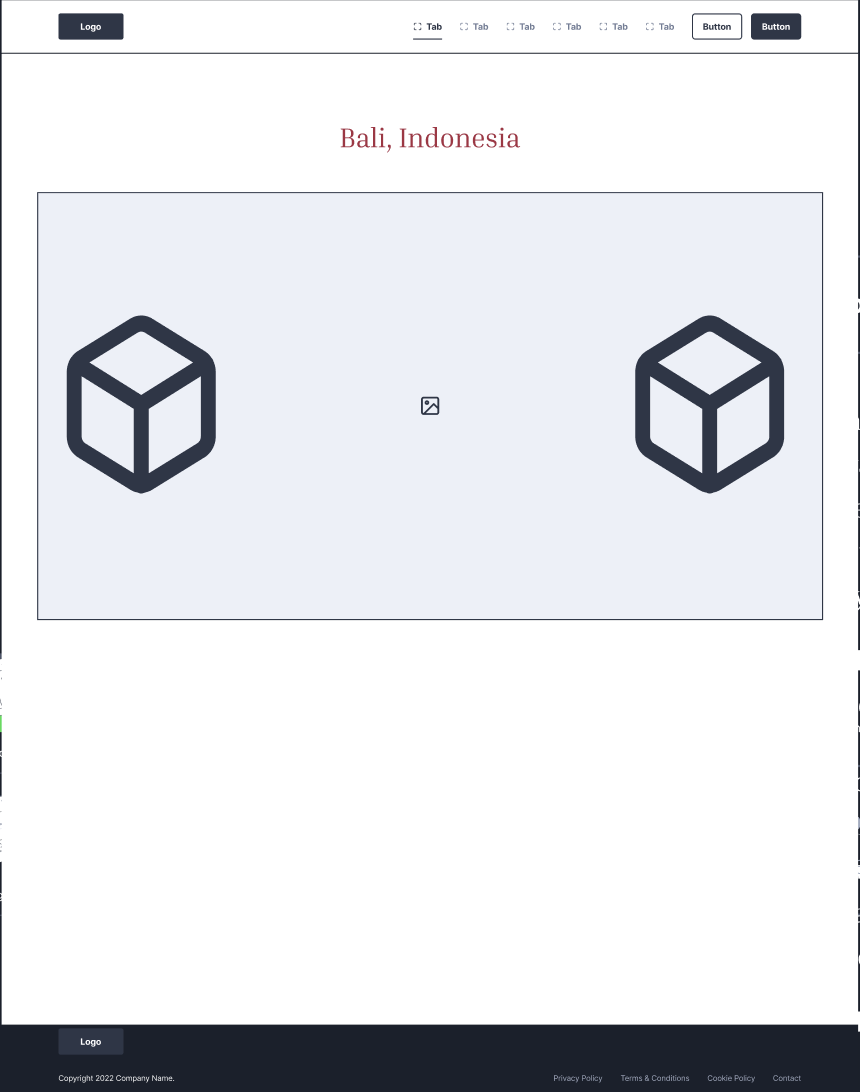 Logo
Tab Tab Tab Tab Tab Tab Button Button
Bali, Indonesia
Logo
Copyright 2022 Company Name.
Privacy Policy Terms & Conditions Cookie Policy Contact